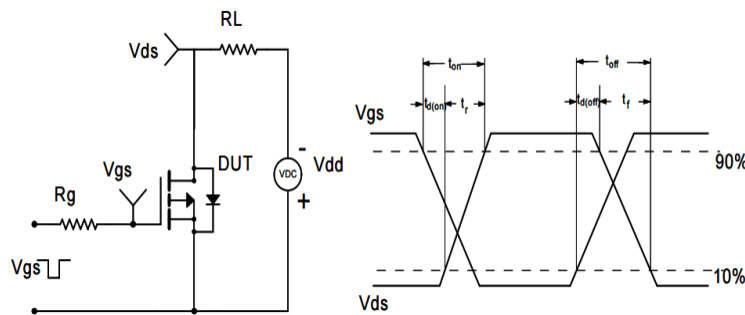 RL
Vds
Vgs
DUT
Rg
VDC
-
+
Vdd
Vgs
ton
toff
td(on)
tr
td(off)
tf
Vgs
90%
10%
Vds